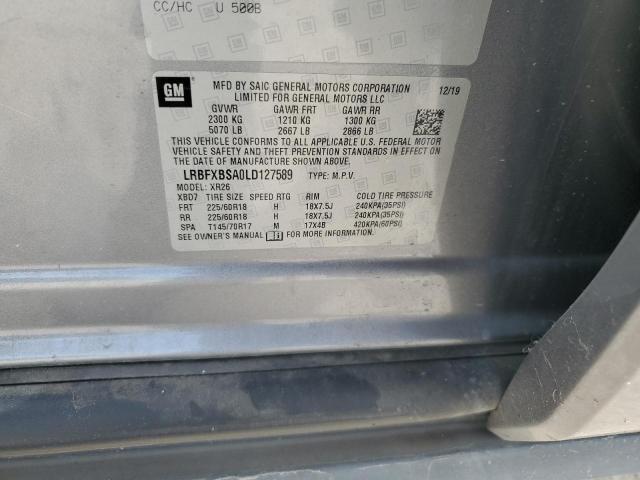 CC/HC U 500B
GM
MFD BY SAIC GENERAL MOTORS CORPORATION 12/19
LIMITED FOR GENERAL MOTORS LLC
GVWR GAWR FRT GAWR RR
2300 KG 1210 KG 1300 KG
5070 LB 2667 LB 2866 LB
THIS VEHICLE CONFORMS TO ALL APPLICABLE U.S. FEDERAL MOTOR
VEHICLE SAFETY, BUMPER, AND THEFT PREVENTION STANDARDS IN EFFECT ON
THE DATE OF MANUFACTURE SHOWN ABOVE.
LRBFXBSA0LD127589 TYPE: M.P.V.
MODEL: XR26
XBD7 TIRE SIZE SPEED RTG RIM COLD TIRE PRESSURE
FRT 225/60R18 H 18X7.5J 240KPA(35PSI)
RR 225/60R18 H 18X7.5J 240KPA(35PSI)
SPA T145/70R17 M 17X4B 420KPA(60PSI)
SEE OWNER'S MANUAL FOR MORE INFORMATION